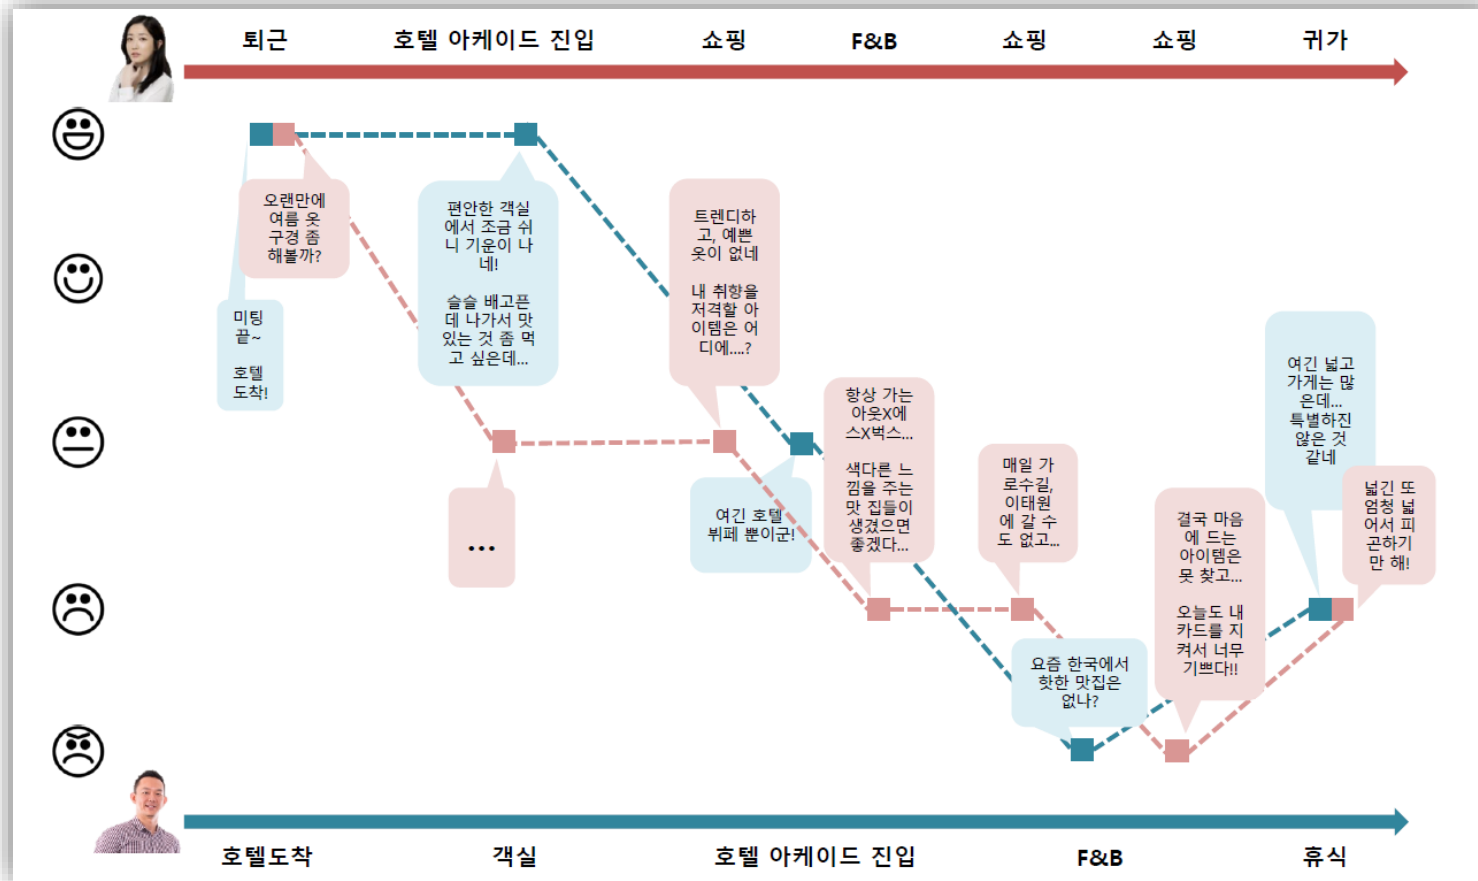 퇴근
호텔 아케이드 진입
쇼핑
F&B
쇼핑
쇼핑
귀가
오랜만에
여름 옷
구경 좀
해볼까?
미팅
끝~
호텔
도착!
편안한 객실
에서 조금 쉬
니 기운이 나
네!
슬슬 배고픈
데 나가서 맛
있는 것 좀 먹
고 싶은데...
...
트렌디하
고, 예쁜
옷이 없네
내 취향을
저격할 아
이템은 어
디에....?
여긴 호텔
뷔페 뿐이군!
항상 가는
아웃X에
스X벅스...
색다른 느
낌을 주는
맛 집들이
생겼으면
좋겠다...
매일 가
로수길,
이태원
에 갈 수
도 없고...
요즘 한국에서
핫한 맛집은
없나?
결국 마음
에 드는
아이템은
못 찾고...
오늘도 내
카드를 지
켜서 너무
기쁘다!!
여긴 넓고
가게는 많
은데...
특별하진
않은 것
같네
넓긴 또
엄청 넓
어서 피
곤하기
만 해!
호텔도착
객실
호텔 아케이드 진입
F&B
휴식